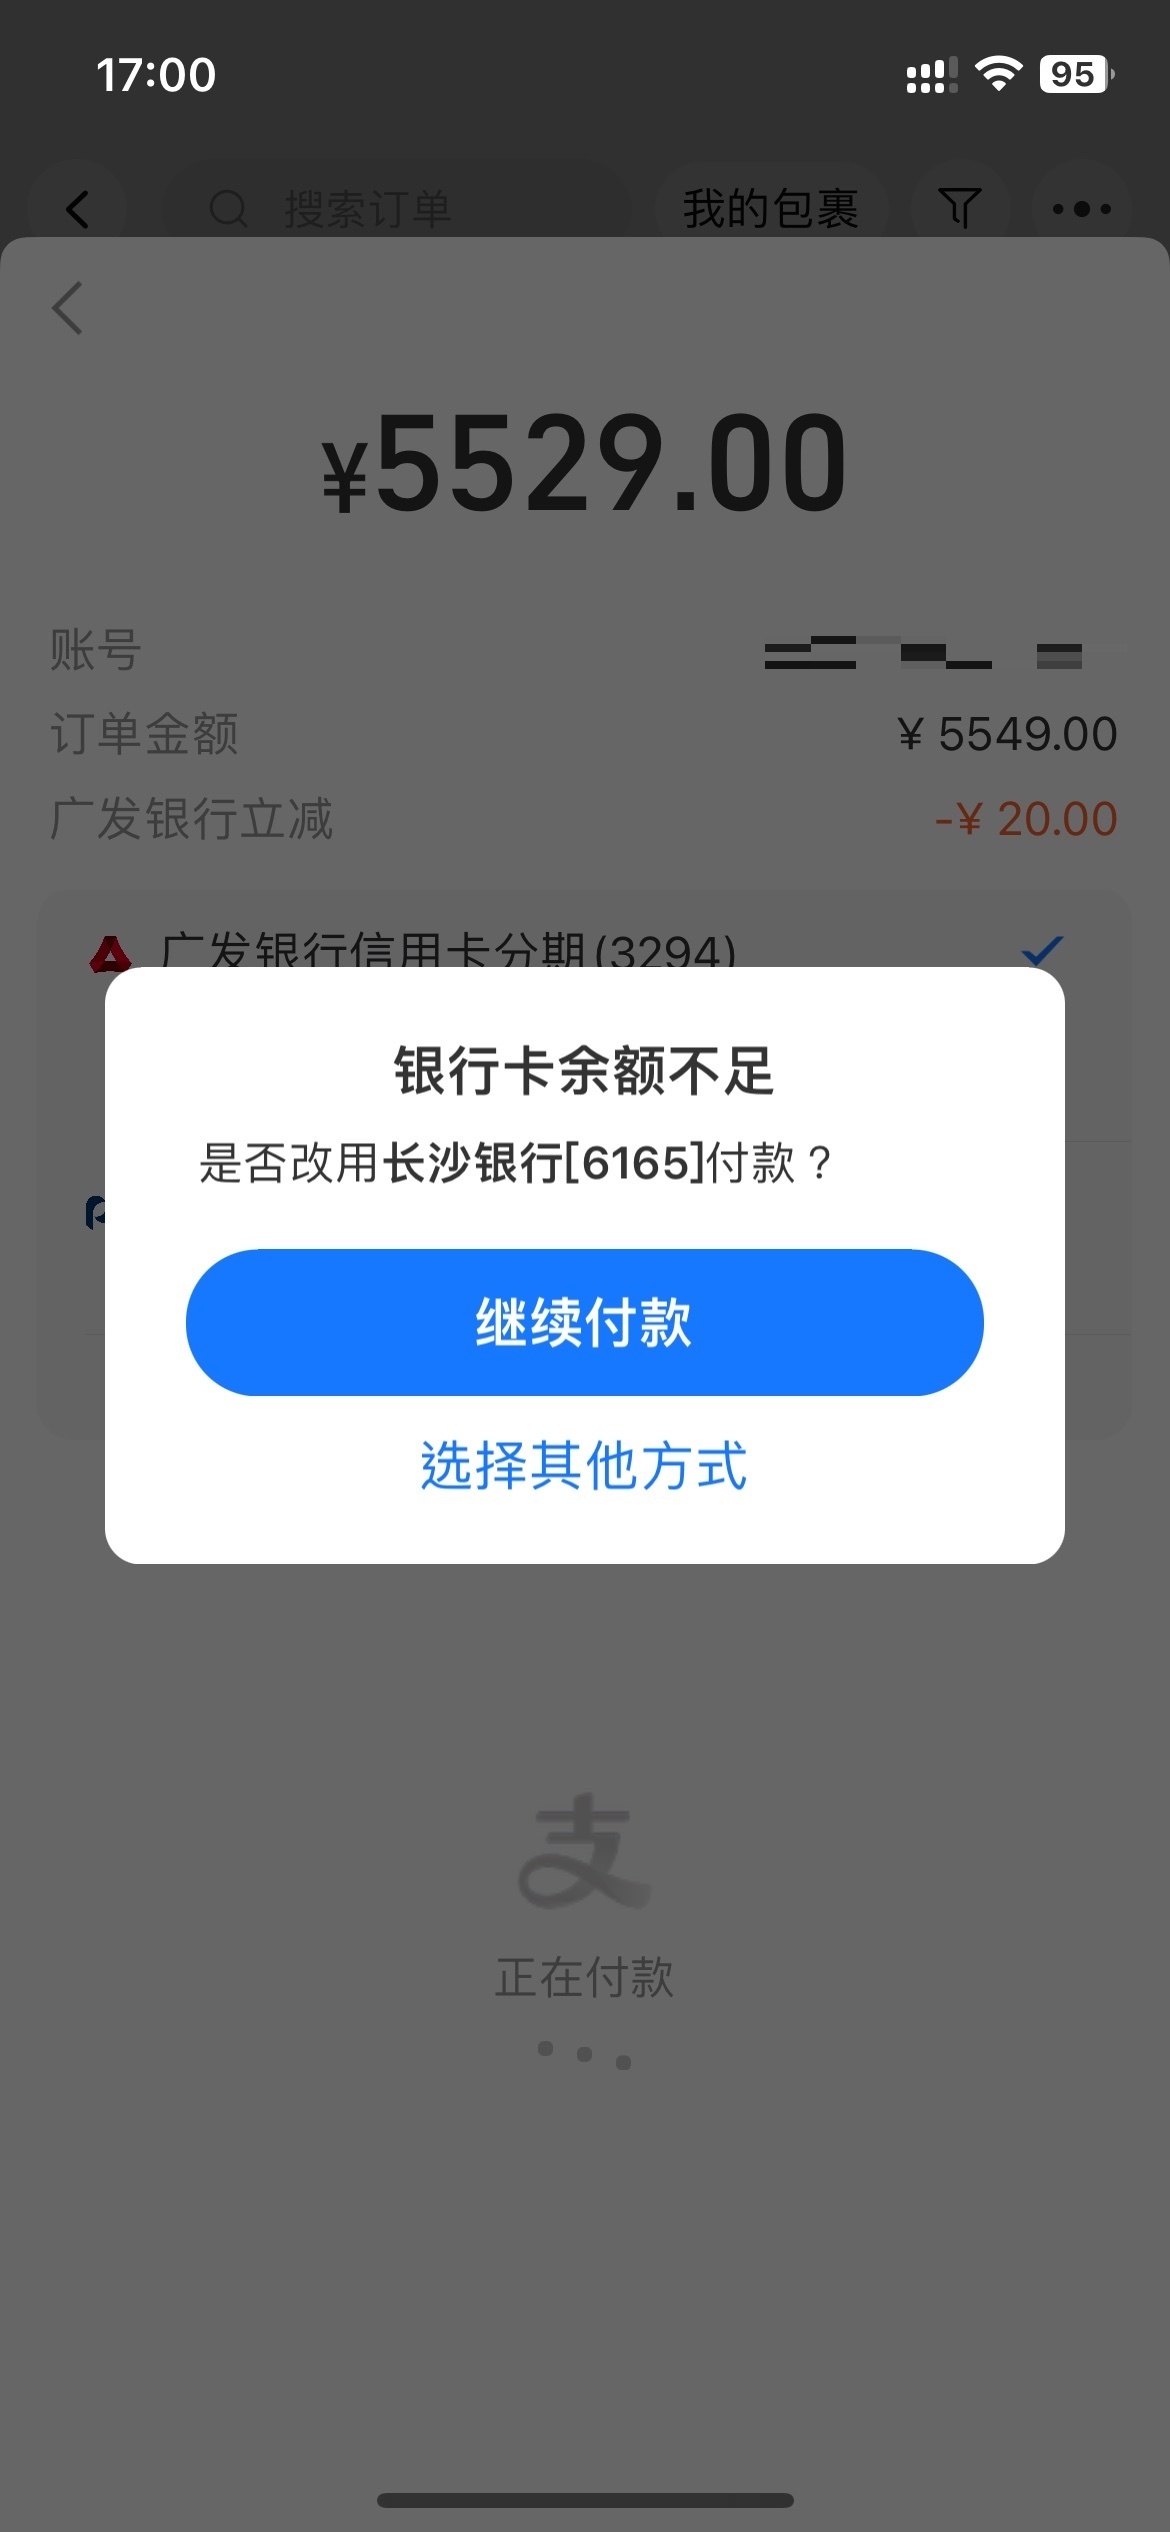 17:00
95
搜索订单
我的包裹
¥5529.00
账号
订单金额
¥ 5549.00
广发银行立减
-¥ 20.00
广发银行信用卡分期(3294)
银行卡余额不足
是否改用长沙银行[6165]付款？
继续付款
选择其他方式
支
正在付款